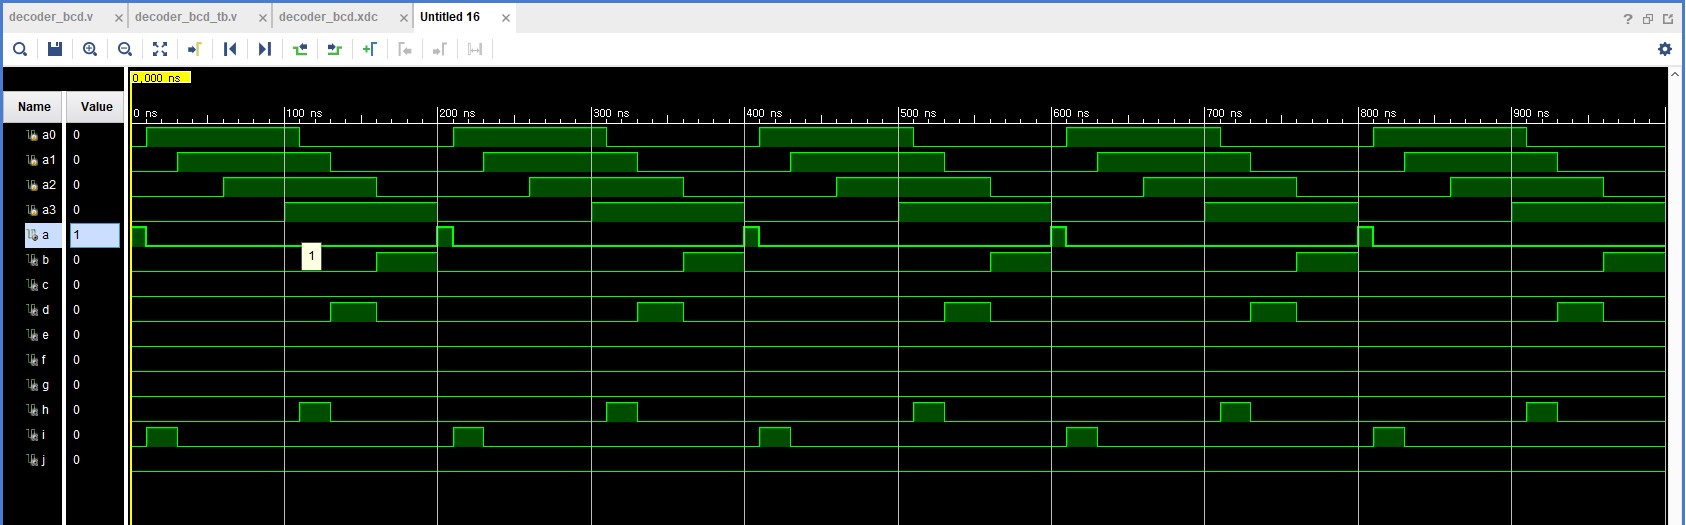 decoder_bcd.v × decoder_bcd_tb.v × decoder_bcd.xdc × Untitled 16 ×
0,000 ns
Name Value
0 ns 100 ns 200 ns 300 ns 400 ns 500 ns 600 ns 700 ns 800 ns 900 ns
a0 0
a1 0
a2 0
a3 0
a 1
b 0
1
c 0
d 0
e 0
f 0
g 0
h 0
i 0
j 0